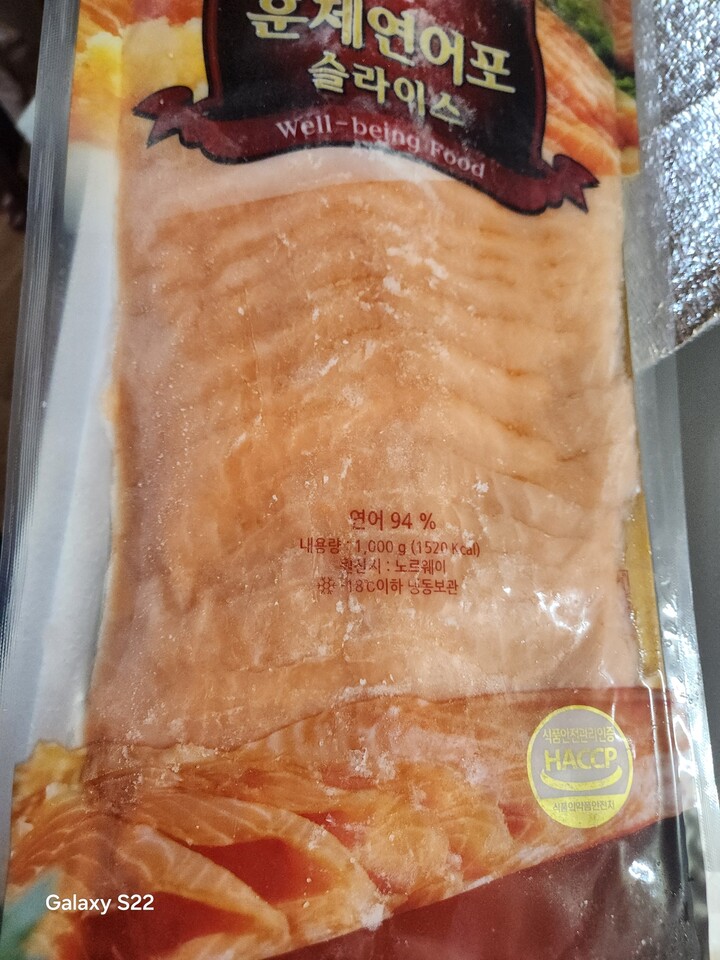 훈제연어포
슬라이스
Well-being Food
연어 94 %
내용량 : 1,000 g (1520 Kcal)
원산지 : 노르웨이
-18℃이하 냉동보관
식품안전관리인증
HACCP
식품의약품안전처
Galaxy S22